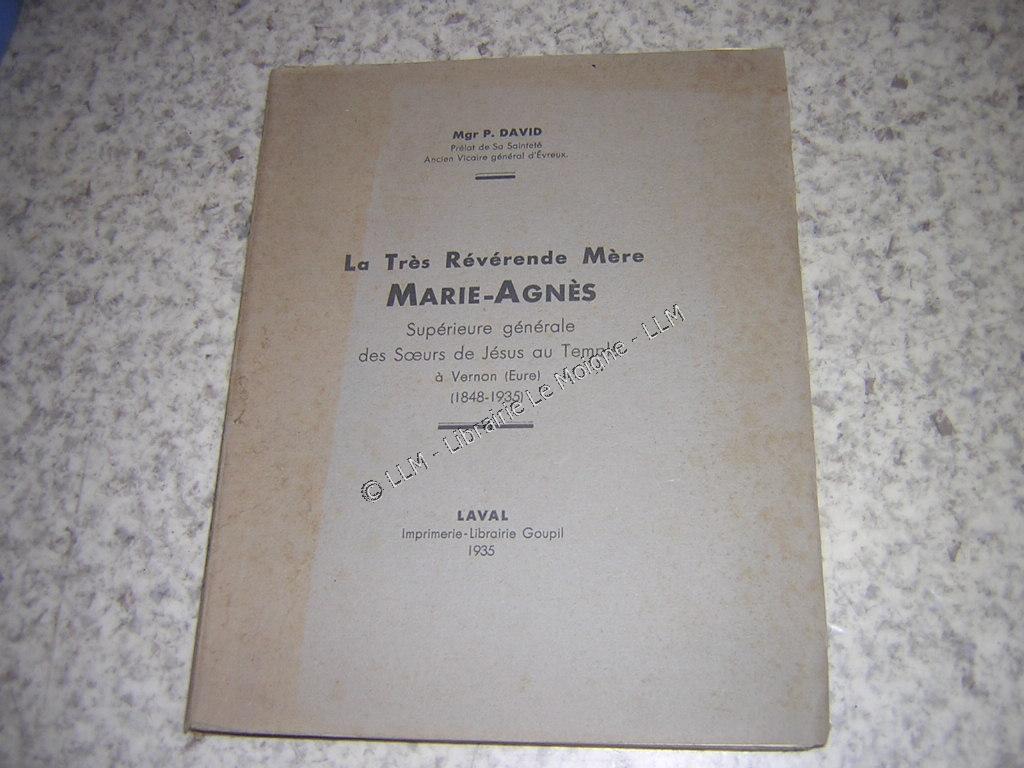 Mgr P. DAVID
Prélat de Sa Sainteté
Ancien Vicaire général d'Évreux.
La Très Révérende Mère
MARIE-AGNÈS
Supérieure générale
des Sœurs de Jésus au Temple
à Vernon (Eure)
(1848-1935)
© LLM - Librairie Le Moigne - LLM
LAVAL
Imprimerie-Librairie Goupil
1935